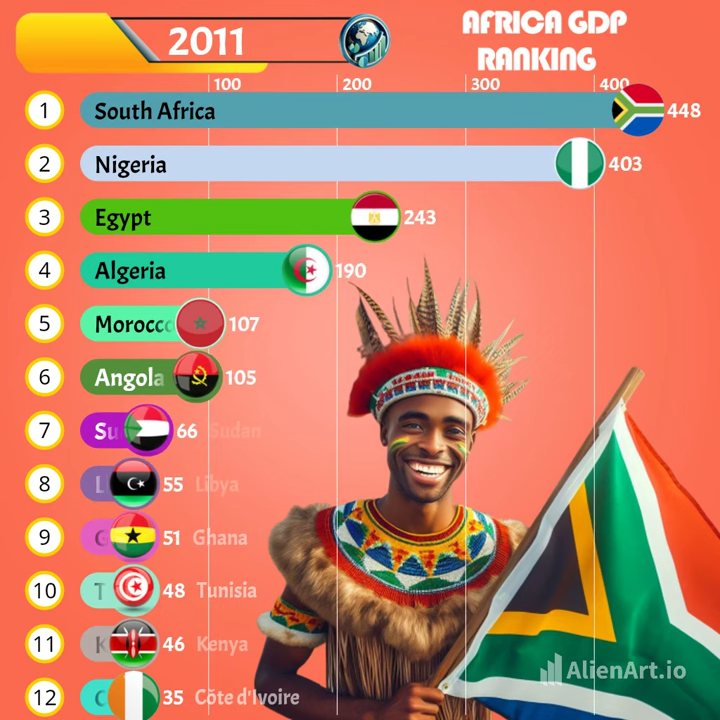 2011
AFRICA GDP
RANKING
100 200 300 400
1 South Africa 448
2 Nigeria 403
3 Egypt 243
4 Algeria 190
5 Morocco 107
6 Angola 105
7 Su 66 Sudan
8 L 55 Libya
9 G 51 Ghana
10 T 48 Tunisia
11 K 46 Kenya
12 C 35 Côte d'Ivoire
AlienArt.io